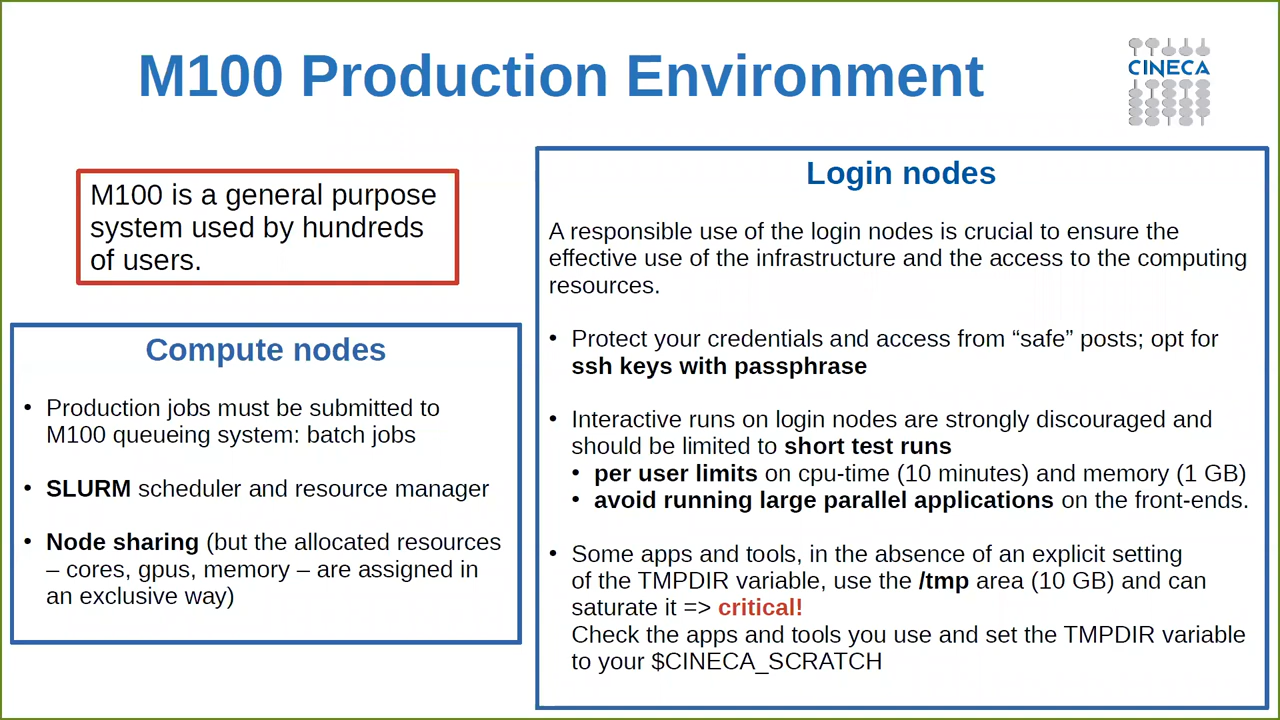 M100 Production Environment
CINECA
M100 is a general purpose
system used by hundreds
of users.
Compute nodes
• Production jobs must be submitted to
M100 queueing system: batch jobs
• SLURM scheduler and resource manager
• Node sharing (but the allocated resources
– cores, gpus, memory – are assigned in
an exclusive way)
Login nodes
A responsible use of the login nodes is crucial to ensure the
effective use of the infrastructure and the access to the computing
resources.
• Protect your credentials and access from “safe” posts; opt for
ssh keys with passphrase
• Interactive runs on login nodes are strongly discouraged and
should be limited to short test runs
• per user limits on cpu-time (10 minutes) and memory (1 GB)
• avoid running large parallel applications on the front-ends.
• Some apps and tools, in the absence of an explicit setting
of the TMPDIR variable, use the /tmp area (10 GB) and can
saturate it => critical!
Check the apps and tools you use and set the TMPDIR variable
to your $CINECA_SCRATCH